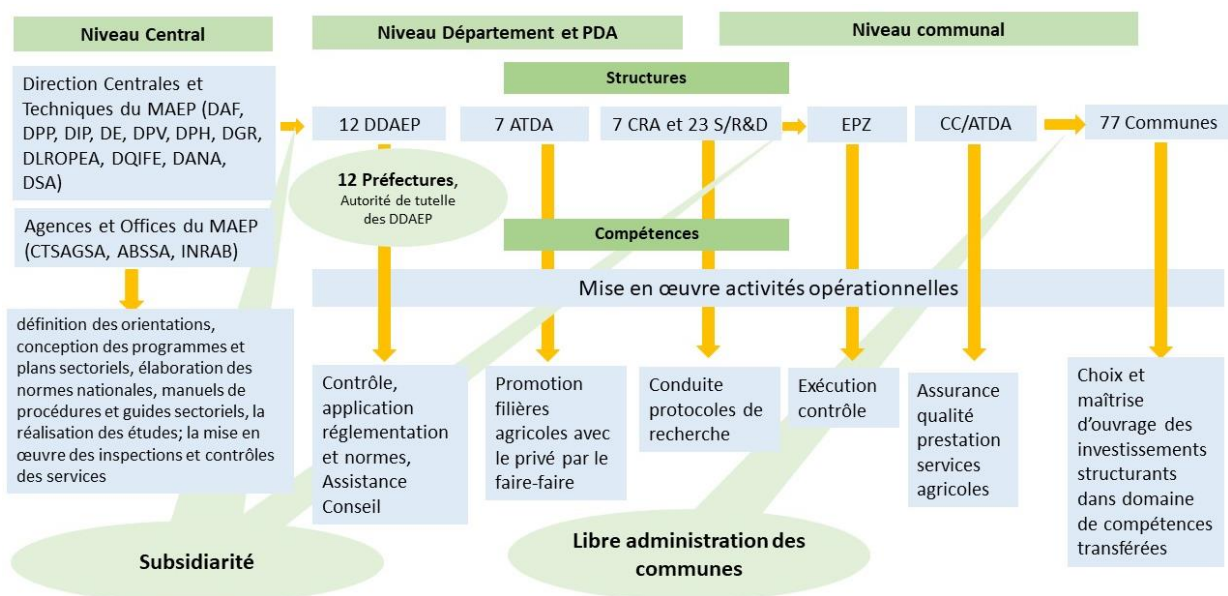 Niveau Central
Niveau Département et PDA
Niveau communal
Direction Centrales et
Techniques du MAEP (DAF,
DPP, DIP, DE, DPV, DPH, DGR,
DLROPEA, DQIFE, DANA,
DSA)
Structures
12 DDAEP
7 ATDA
7 CRA et 23 S/R&D
EPZ
CC/ATDA
77 Communes
12 Préfectures,
Autorité de tutelle
des DDAEP
Agences et Offices du MAEP
(CTSAGSA, ABSSA, INRAB)
Compétences
Mise en œuvre activités opérationnelles
définition des orientations,
conception des programmes et
plans sectoriels, élaboration des
normes nationales, manuels de
procédures et guides sectoriels, la
réalisation des études; la mise en
œuvre des inspections et contrôles
des services
Contrôle,
application
réglementation
et normes,
Assistance
Conseil
Promotion
filières
agricoles avec
le privé par le
faire-faire
Conduite
protocoles de
recherche
Exécution
contrôle
Assurance
qualité
prestation
services
agricoles
Choix et
maîtrise
d'ouvrage des
investissements
structurants
dans domaine
de compétences
transférées
Subsidiarité
Libre administration des
communes